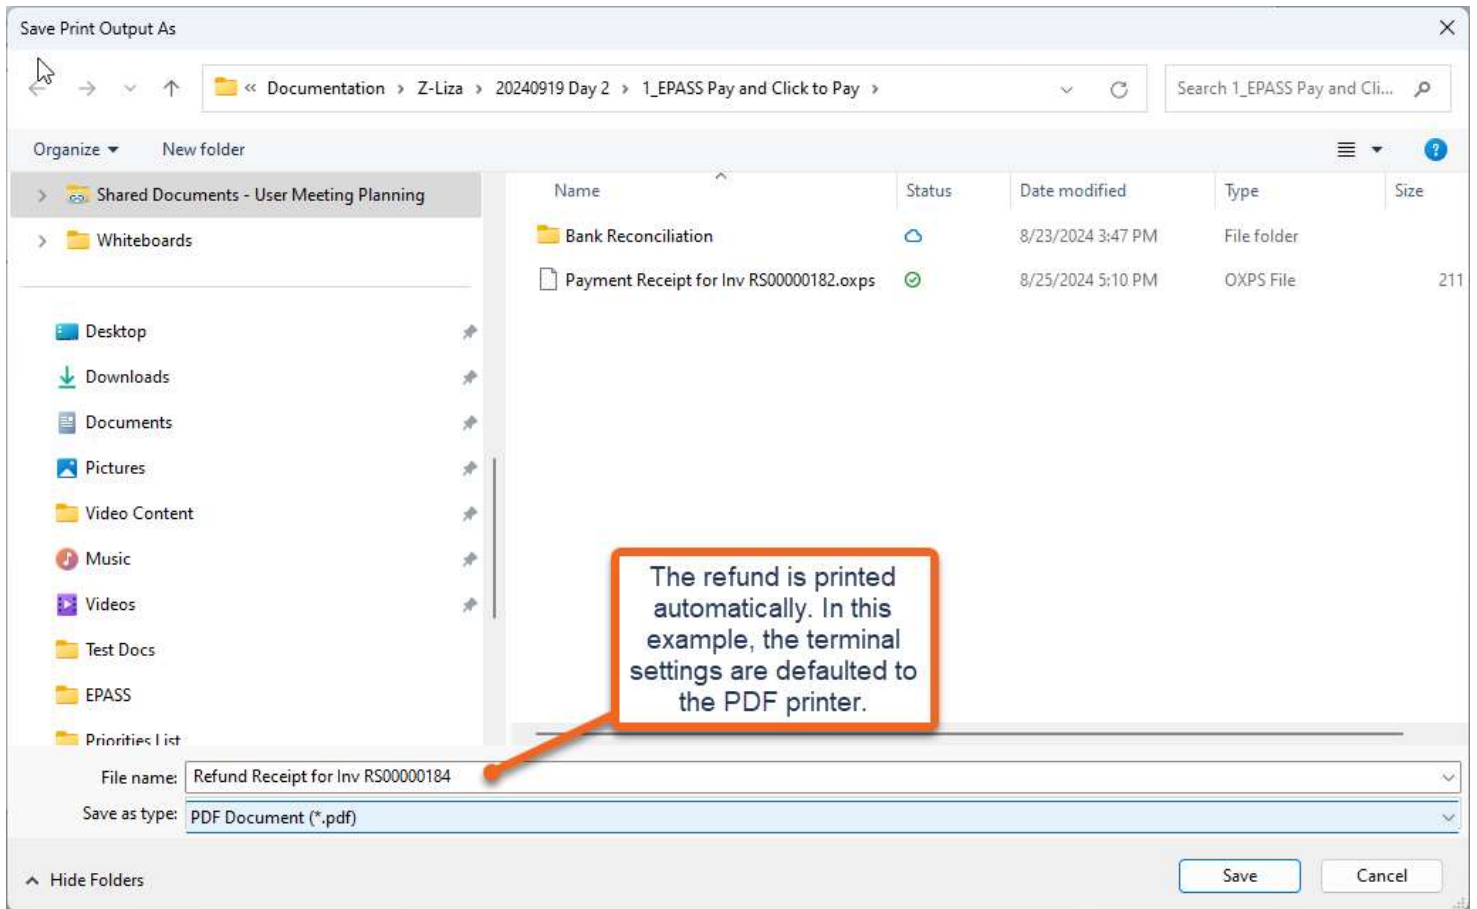 Save Print Output As
« Documentation > Z-Liza > 20240919 Day 2 > 1_EPASS Pay and Click to Pay >
Search 1_EPASS Pay and Cli...
Organize
New folder
?
Shared Documents - User Meeting Planning
Whiteboards
Desktop
Downloads
Documents
Pictures
Video Content
Music
Videos
Test Docs
EPASS
Priorities List
Name Status Date modified Type Size
Bank Reconciliation 8/23/2024 3:47 PM File folder
Payment Receipt for Inv RS00000182.oxps 8/25/2024 5:10 PM OXPS File 211
The refund is printed
automatically. In this
example, the terminal
settings are defaulted to
the PDF printer.
File name: Refund Receipt for Inv RS00000184
Save as type: PDF Document (*.pdf)
Hide Folders
Save
Cancel